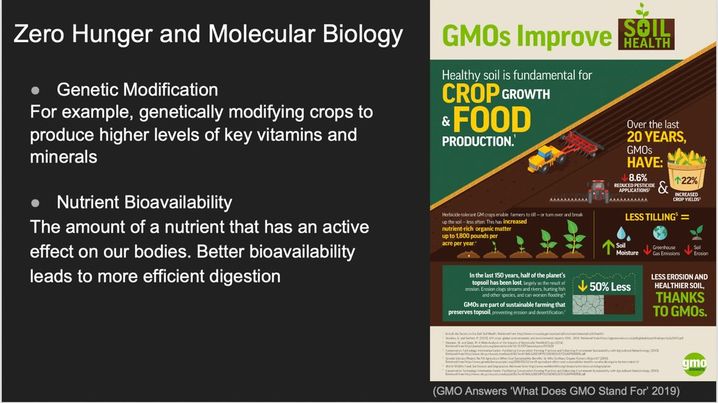 Zero Hunger and Molecular Biology
● Genetic Modification
For example, genetically modifying crops to
produce higher levels of key vitamins and
minerals
● Nutrient Bioavailability
The amount of a nutrient that has an active
effect on our bodies. Better bioavailability
leads to more efficient digestion
GMOs Improve SOIL
HEALTH
Healthy soil is fundamental for
CROP GROWTH
& FOOD
PRODUCTION.¹
Over the last
20 YEARS,
GMOs
HAVE:
↓8.6%
REDUCED PESTICIDE
APPLICATIONS²
&
↑22%
INCREASED
CROP YIELDS³
Herbicide-tolerant GM crops enable farmers to till – or turn over and break
up the soil – less often. This has increased
nutrient-rich organic matter
up to 1,800 pounds per
acre per year.⁴
LESS TILLING⁵ =
Soil
Moisture
Greenhouse
Gas Emissions
Soil
Erosion
In the last 150 years, half of the planet's
topsoil has been lost, largely as the result of
erosion. Erosion clogs streams and rivers, hurting fish
and other species, and can worsen flooding.⁶
GMOs are part of sustainable farming that
preserves topsoil, preventing erosion and desertification.⁷
↓50% Less
LESS EROSION AND
HEALTHIER SOIL,
THANKS
TO GMOs.
gmo
(GMO Answers ‘What Does GMO Stand For’ 2019)